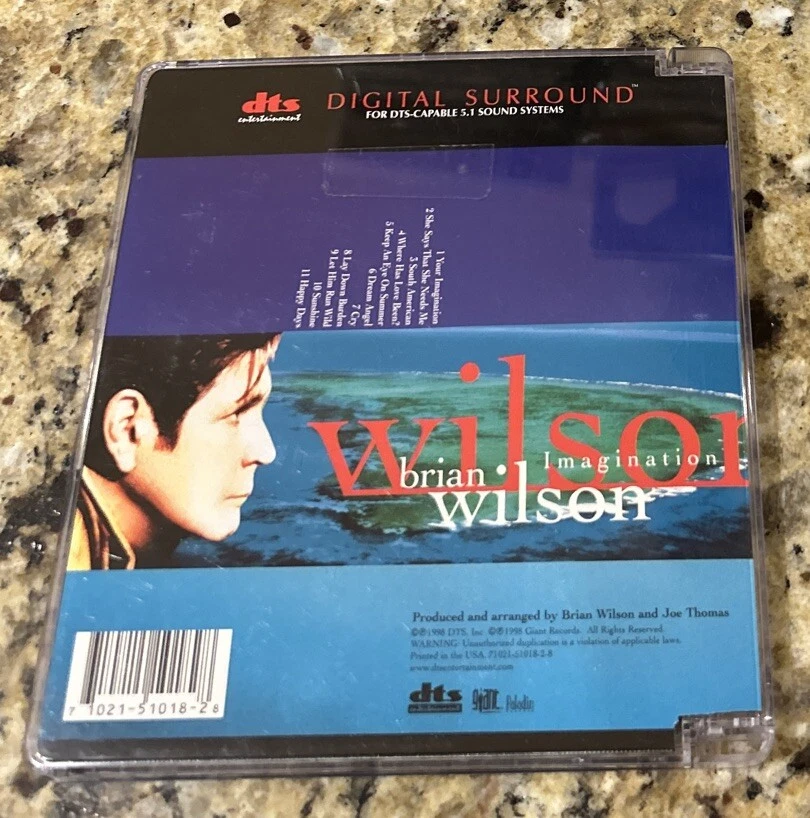 dts DIGITAL SURROUND™
entertainment FOR DTS-CAPABLE 5.1 SOUND SYSTEMS
1 Your Imagination
2 She Says That She Needs Me
3 South American
4 Where Has Love Been?
5 Keep An Eye On Summer
6 Dream Angel
7 Cry
8 Lay Down Burden
9 Let Him Run Wild
10 Sunshine
11 Happy Days
wilson
Imagination
brian
wilson
Produced and arranged by Brian Wilson and Joe Thomas
©℗1998 DTS, Inc. ©℗1998 Giant Records. All Rights Reserved.
WARNING: Unauthorized duplication is a violation of applicable laws.
Printed in the USA. 71021-51018-2-8
www.dtsentertainment.com
dts giant Paladin
7 1021-51018-2 8